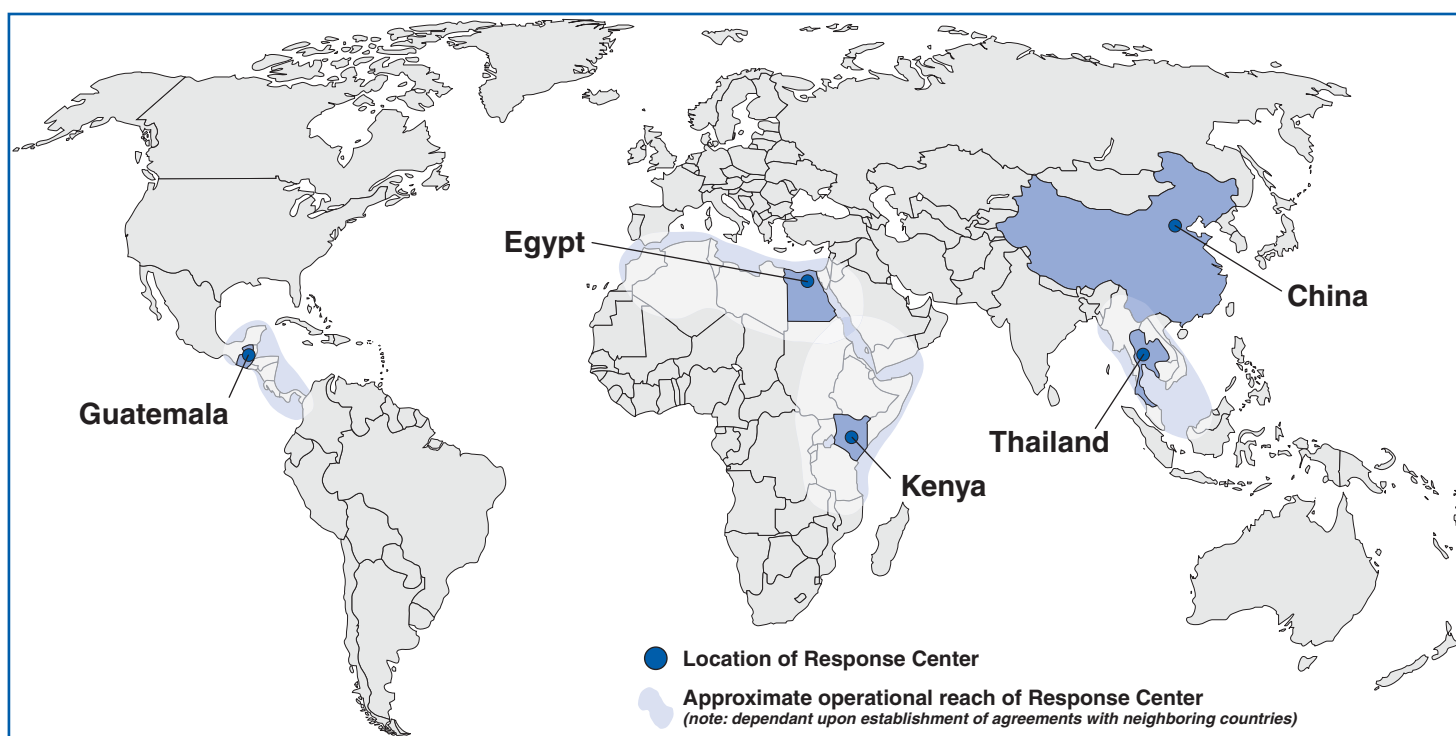 Egypt
China
Guatemala
Thailand
Kenya
Location of Response Center
Approximate operational reach of Response Center
(note: dependant upon establishment of agreements with neighboring countries)